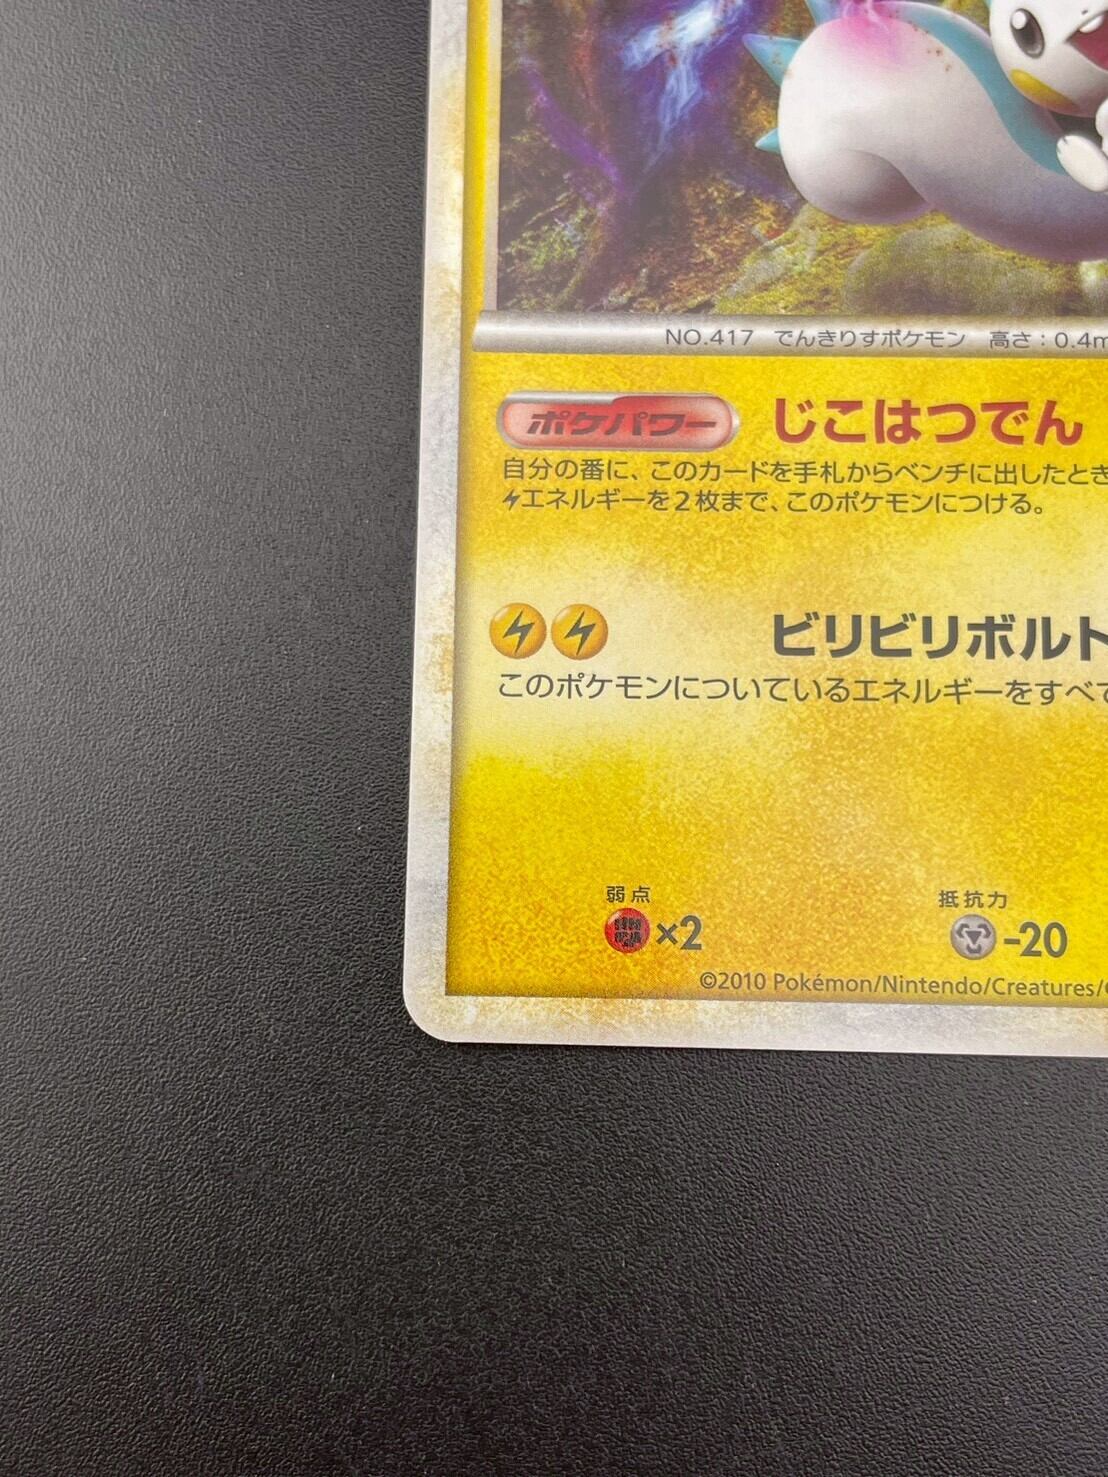 NO.417 でんきりすポケモン 高さ：0.4m
ポケパワー じこはつでん
自分の番に、このカードを手札からベンチに出したとき
エネルギーを2枚まで、このポケモンにつける。
ビリビリボルト
このポケモンについているエネルギーをすべて
弱点 抵抗力
×2 -20
©2010 Pokémon/Nintendo/Creatures/